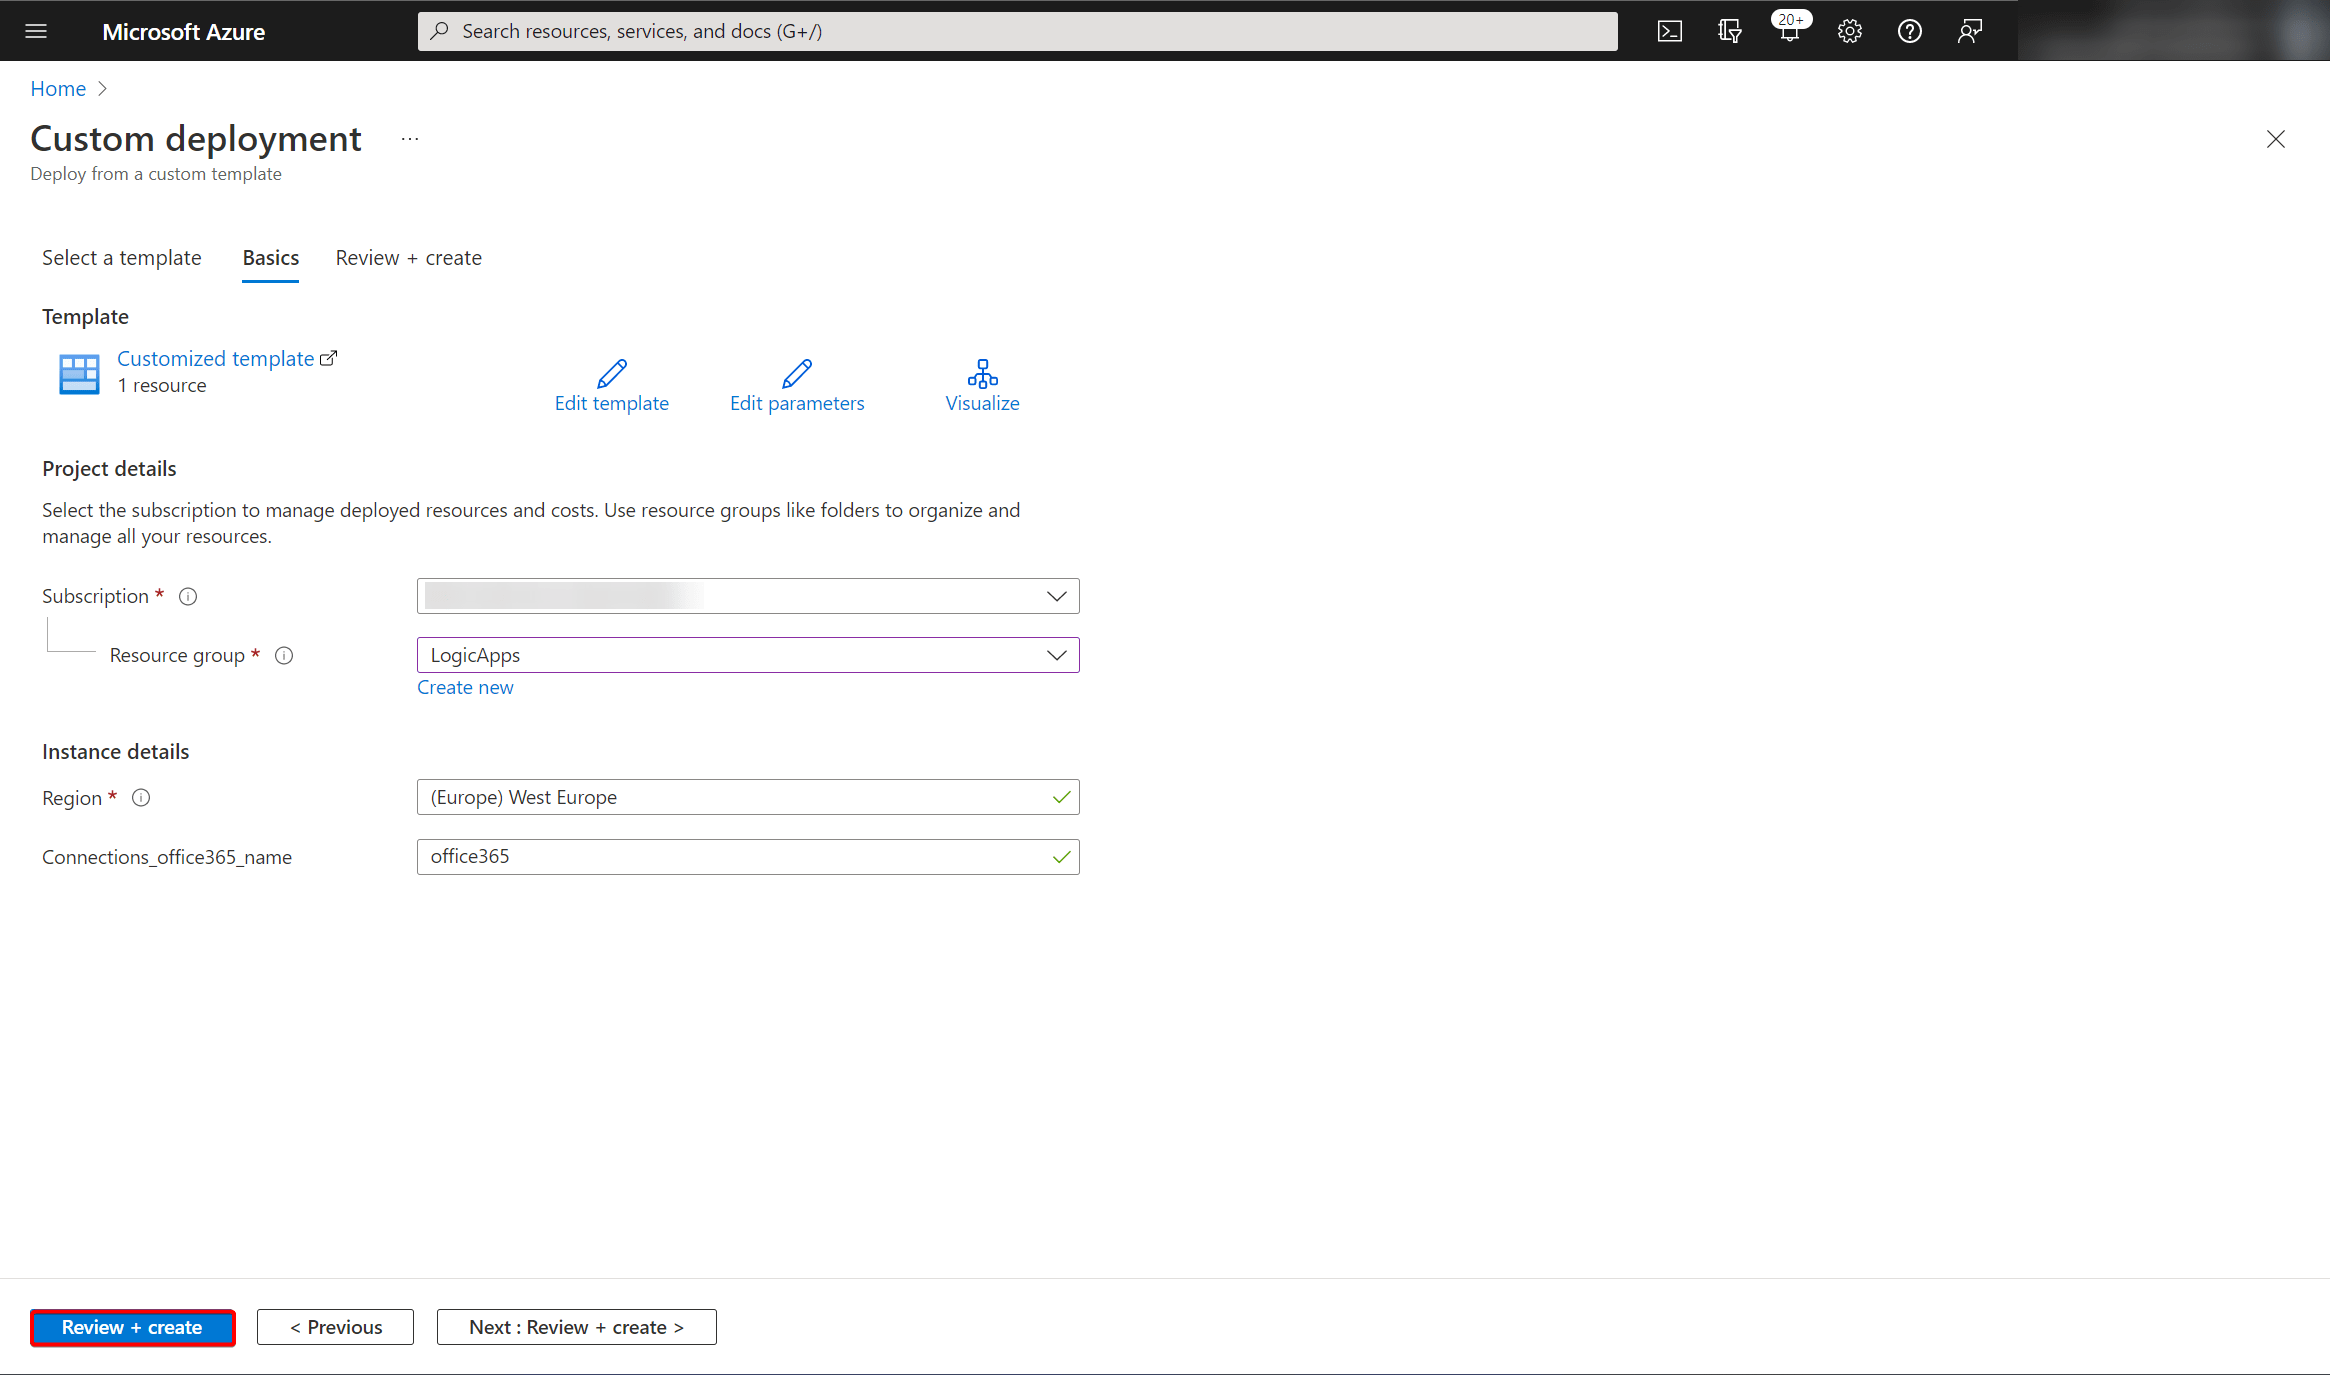 Microsoft Azure
Search resources, services, and docs (G+/)
20+
Home
Custom deployment
...
Deploy from a custom template
Select a template
Basics
Review + create
Template
Customized template
1 resource
Edit template
Edit parameters
Visualize
Project details
Select the subscription to manage deployed resources and costs. Use resource groups like folders to organize and
manage all your resources.
Subscription *
Resource group *
LogicApps
Create new
Instance details
Region *
(Europe) West Europe
Connections_office365_name
office365
Review + create
< Previous
Next : Review + create >